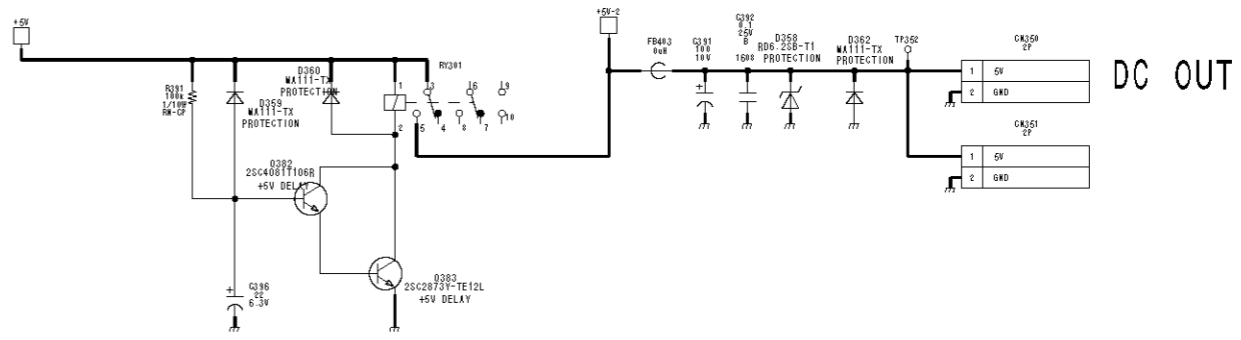 +5V
+5V-2
R391
100k
1/10W
RN-CP
D359
MA111-TX
PROTECTION
D360
MA111-TX
PROTECTION
RY301
1
2
3
5
4
6
8
7
9
10
Q382
2SC4081T106R
+5V DELAY
Q383
2SC2873Y-TE12L
+5V DELAY
+
C396
22
6.3V
FB403
0uH
C391
100
10V
+
C392
0.1
25V
B
1608
D358
RD6.2SB-T1
PROTECTION
D362
MA111-TX
PROTECTION
TP352
CN350
2P
1 5V
2 GND
DC OUT
CN351
2P
1 5V
2 GND